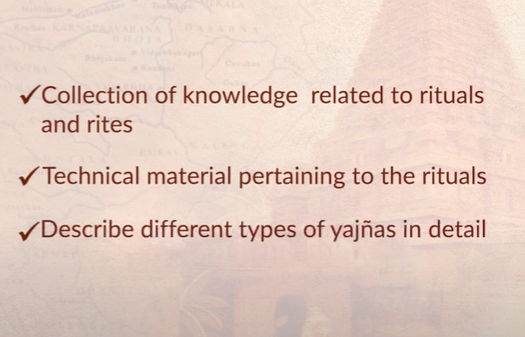 ✓Collection of knowledge  related to rituals
and rites
✓Technical material pertaining to the rituals
✓Describe different types of yajñas in detail